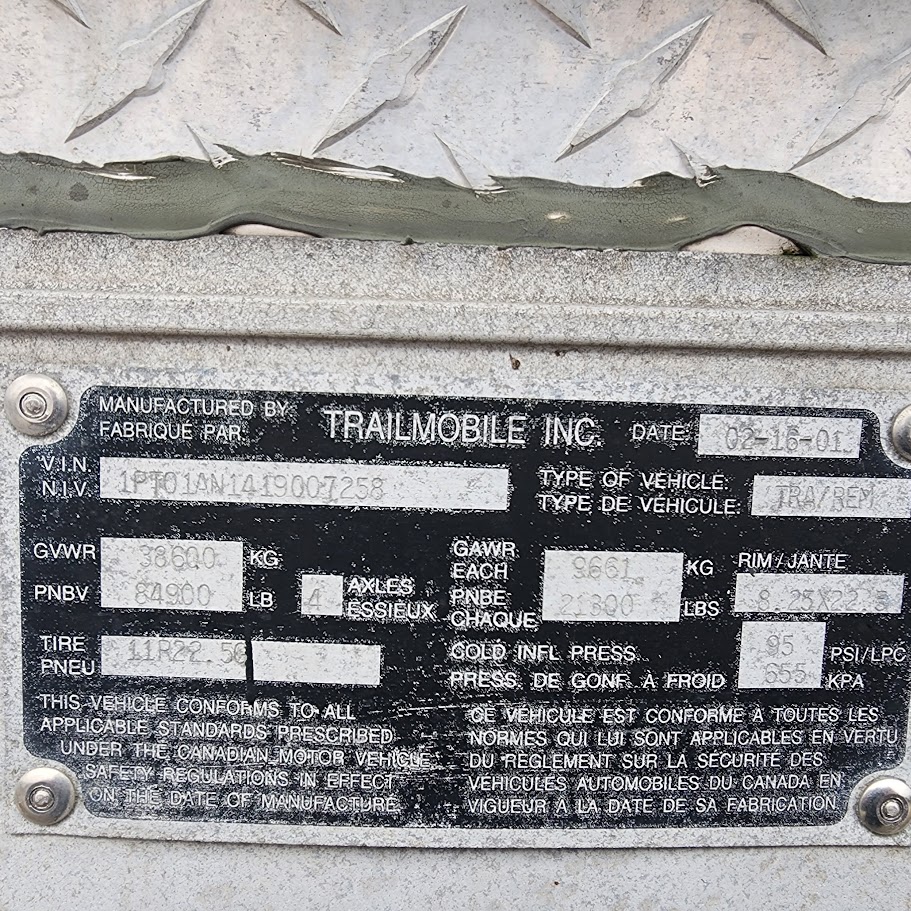 MANUFACTURED BY
FABRIQUÉ PAR
TRAILMOBILE INC.
DATE 02-16-01
V.I.N.
N.I.V.
1PT01AN1419007258
TYPE OF VEHICLE:
TYPE DE VÉHICULE:
TRA/REM
GVWR 38600 KG
PNBV 84900 LB
4 AXLES
ESSIEUX
GAWR
EACH
PNBE
CHAQUE
9661 KG
21300 LBS
RIM/JANTE
8.25X22.5
TIRE
PNEU
11R22.5G
COLD INFL PRESS.
PRESS. DE GONF. À FROID
95 PSI/LPC
655 KPA
THIS VEHICLE CONFORMS TO ALL
APPLICABLE STANDARDS PRESCRIBED
UNDER THE CANADIAN MOTOR VEHICLE
SAFETY REGULATIONS IN EFFECT
ON THE DATE OF MANUFACTURE.
CE VÉHICULE EST CONFORME À TOUTES LES
NORMES QUI LUI SONT APPLICABLES EN VERTU
DU RÈGLEMENT SUR LA SÉCURITÉ DES
VÉHICULES AUTOMOBILES DU CANADA EN
VIGUEUR À LA DATE DE SA FABRICATION.